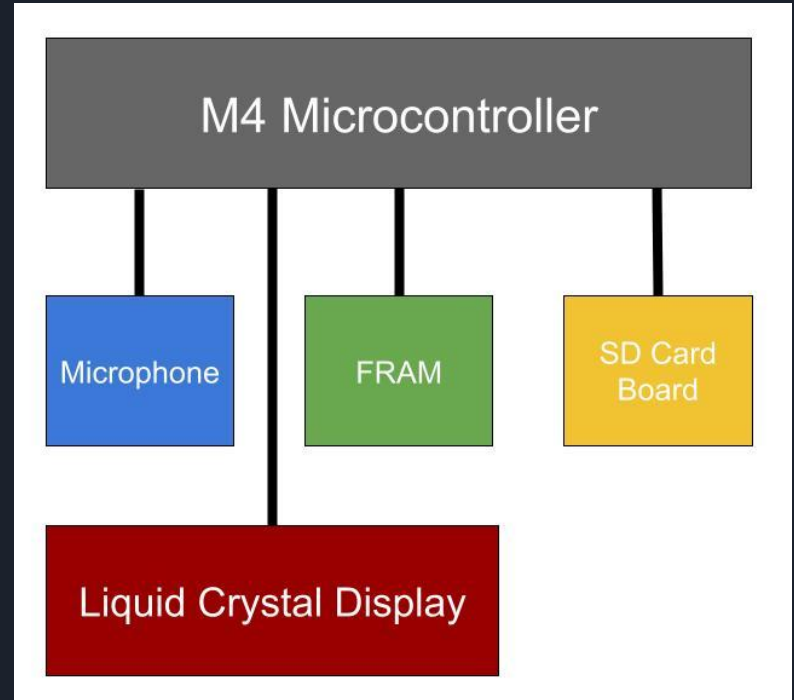 M4 Microcontroller
Microphone
FRAM
SD Card
Board
Liquid Crystal Display